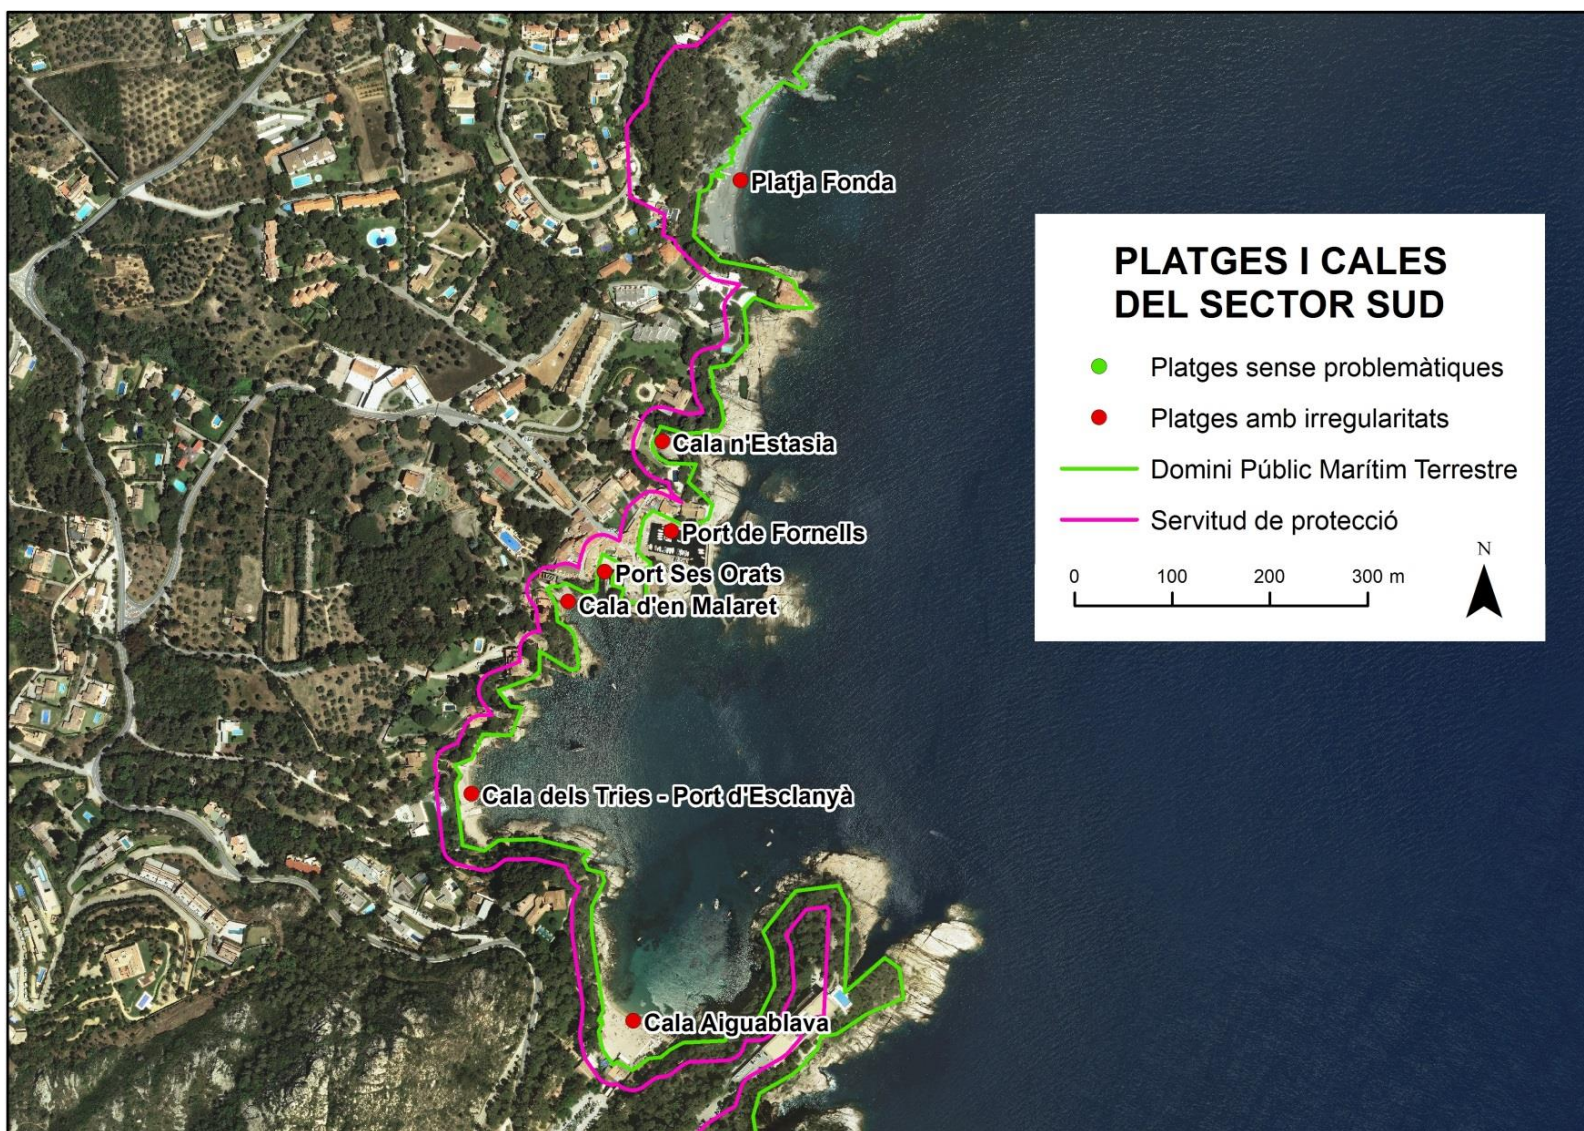 Platja Fonda
PLATGES I CALES
DEL SECTOR SUD
Platges sense problemàtiques
Platges amb irregularitats
Domini Públic Marítim Terrestre
Servitud de protecció
N
0 100 200 300 m
Cala n'Estasia
Port de Fornells
Port Ses Orats
Cala d'en Malaret
Cala dels Tries - Port d'Esclanyà
Cala Aiguablava